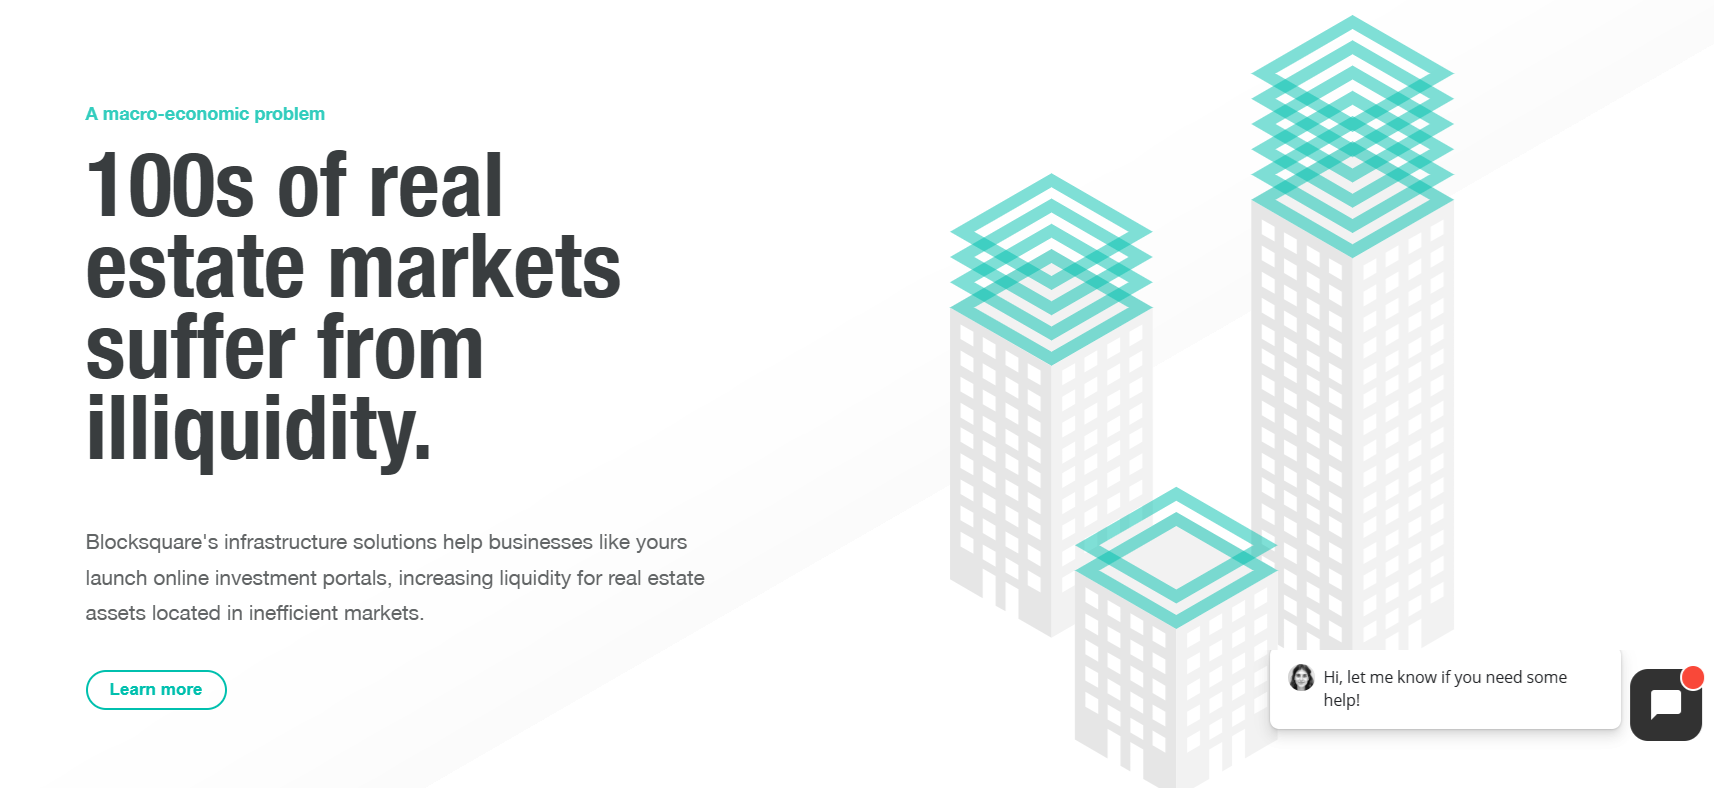 A macro-economic problem
100s of real
estate markets
suffer from
illiquidity.
Blocksquare's infrastructure solutions help businesses like yours
launch online investment portals, increasing liquidity for real estate
assets located in inefficient markets.
Learn more
Hi, let me know if you need some
help!